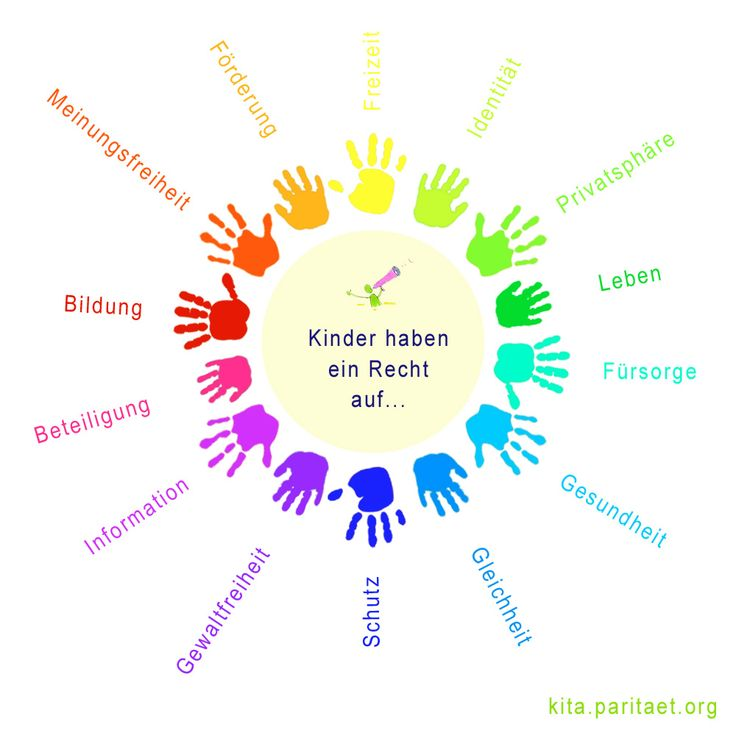 Kinder haben
ein Recht
auf...
Freizeit
Identität
Privatsphäre
Leben
Fürsorge
Gesundheit
Gleichheit
Schutz
Gewaltfreiheit
Information
Beteiligung
Bildung
Meinungsfreiheit
Förderung
kita.paritaet.org